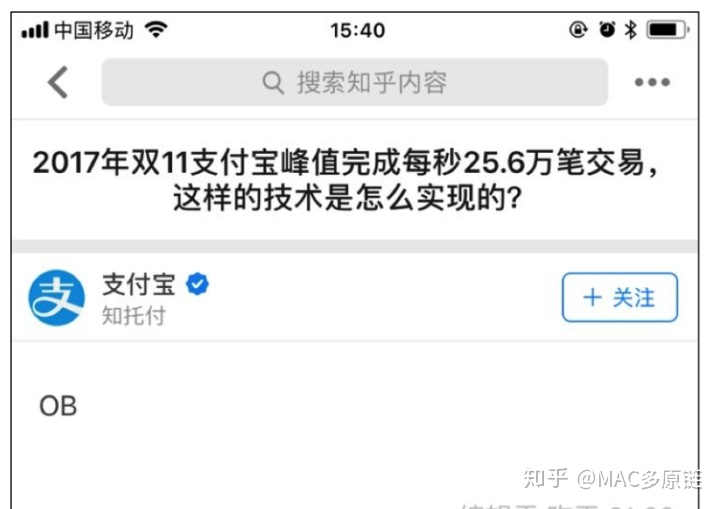 中国移动
15:40
搜索知乎内容
2017年双11支付宝峰值完成每秒25.6万笔交易，
这样的技术是怎么实现的？
支付宝
知托付
+ 关注
OB
知乎 @MAC多原链